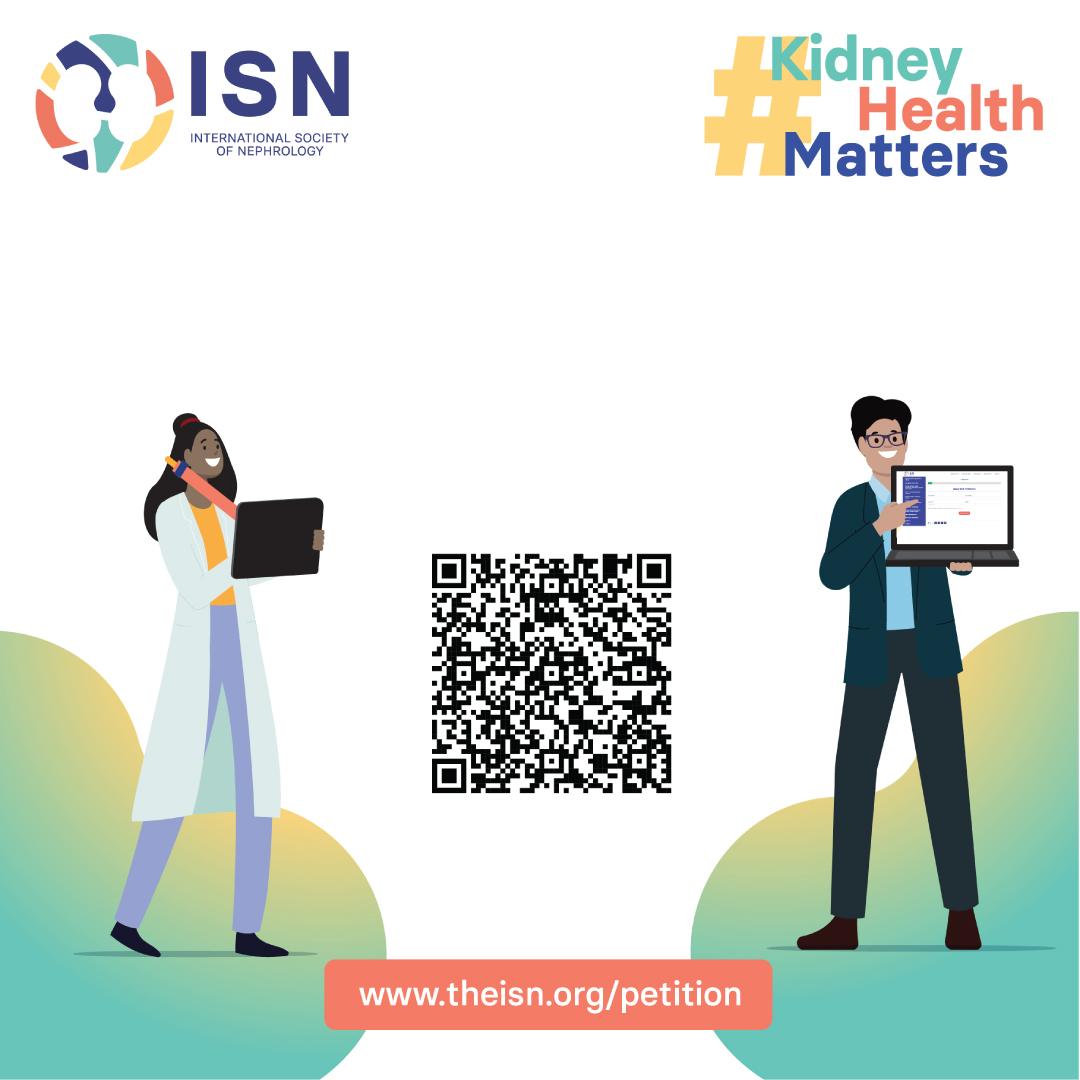 ISN
INTERNATIONAL SOCIETY
OF NEPHROLOGY
#Kidney
Health
Matters
www.theisn.org/petition